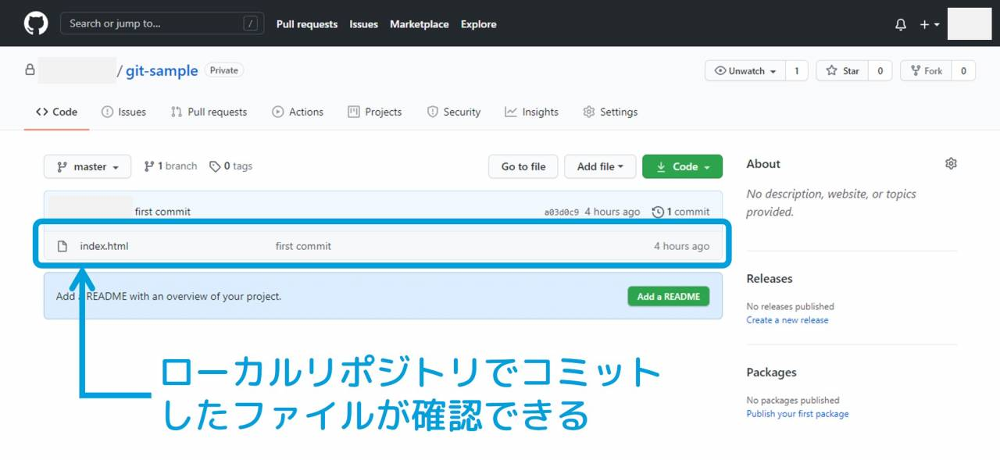 Search or jump to... /
Pull requests Issues Marketplace Explore
/ git-sample Private
Unwatch 1 Star 0 Fork 0
Code Issues Pull requests Actions Projects Security Insights Settings
master 1 branch 0 tags
Go to file Add file Code
first commit a03d0c9 4 hours ago 1 commit
index.html first commit 4 hours ago
Add a README with an overview of your project. Add a README
About
No description, website, or topics
provided.
Releases
No releases published
Create a new release
Packages
No packages published
Publish your first package
ローカルリポジトリでコミット
したファイルが確認できる